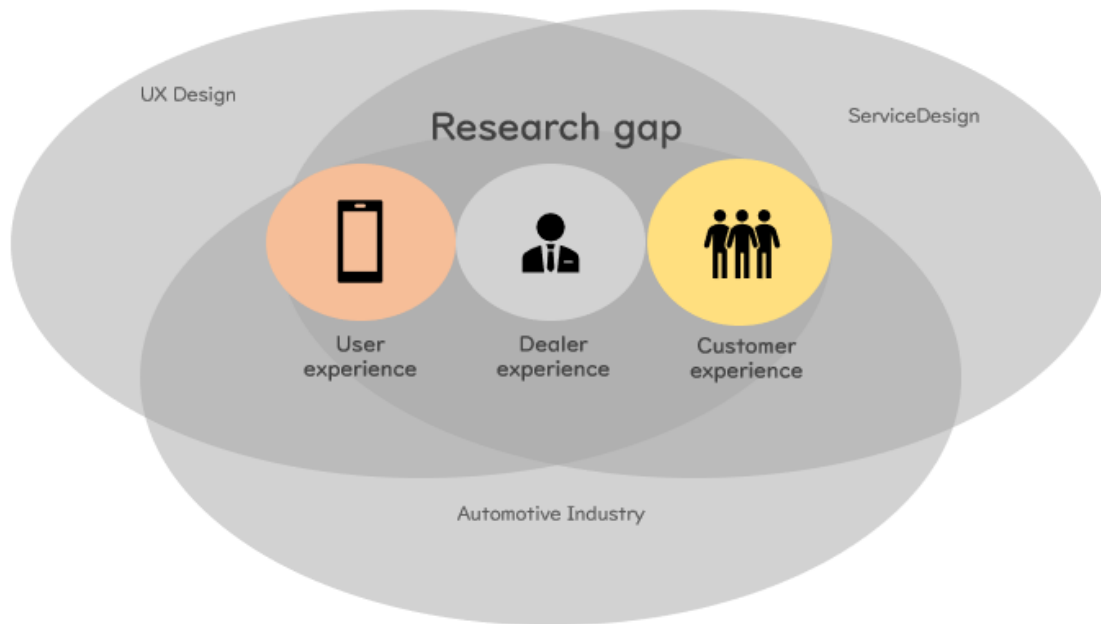 UX Design
ServiceDesign
Research gap
User
experience
Dealer
experience
Customer
experience
Automotive Industry